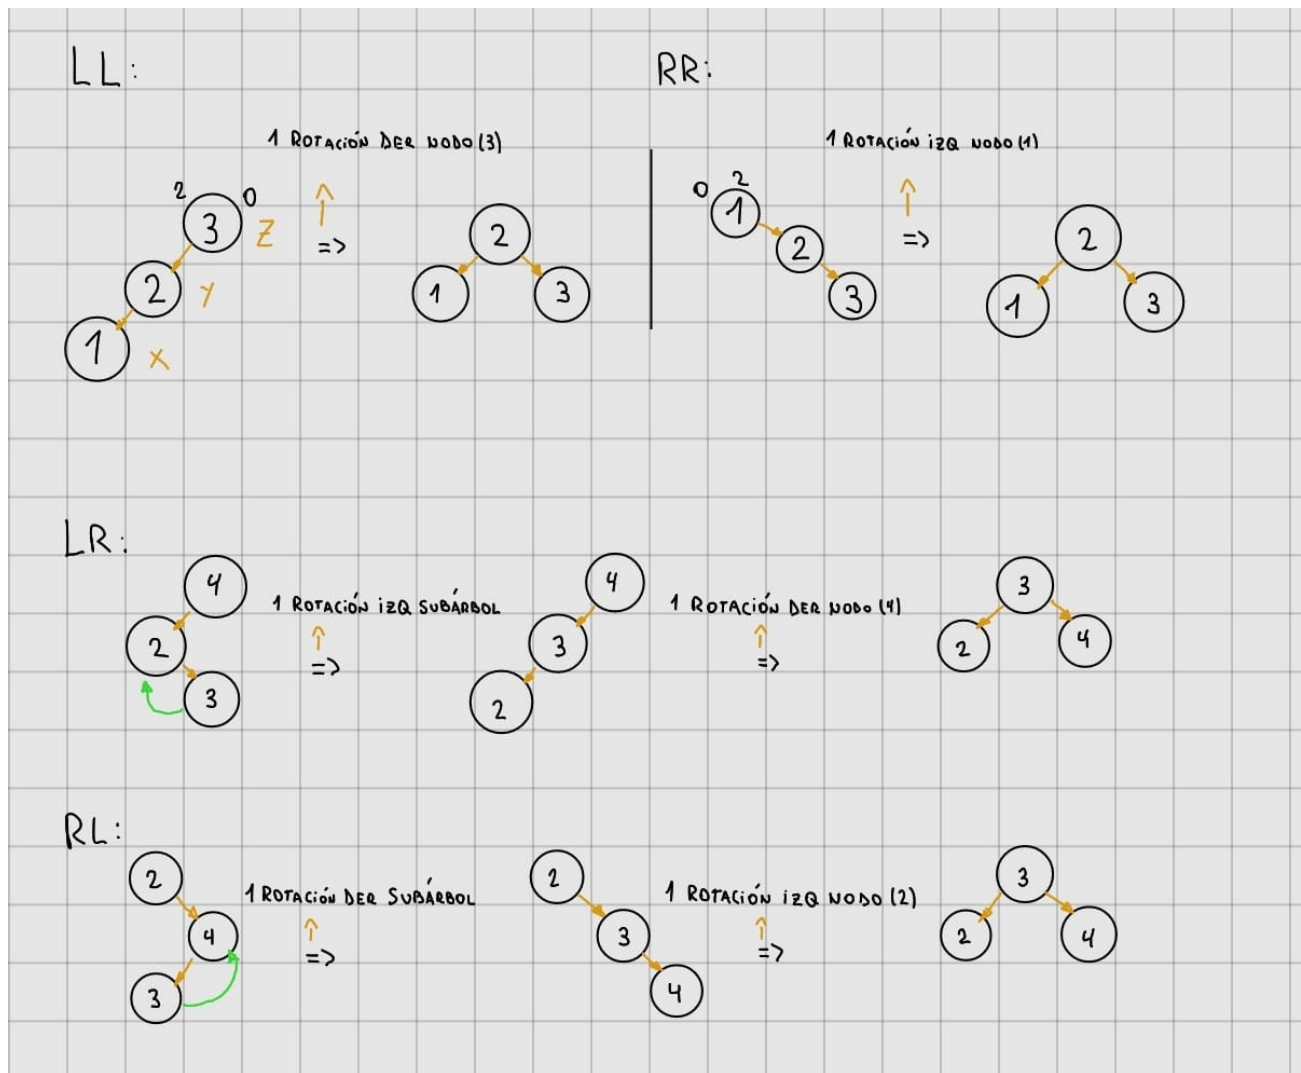 LL:
1 ROTACIÓN DER NODO (3)
2 0
3 Z
2 Y
1 X
=>
2
1 3
RR:
1 ROTACIÓN iZQ NODO (1)
0 2
1
2
3
=>
2
1 3
LR:
4
2
3
1 ROTACIÓN iZQ SUBÁRBOL
=>
4
3
2
1 ROTACIÓN DER NODO (4)
=>
3
2 4
RL:
2
4
3
1 ROTACIÓN DER SUBÁRBOL
=>
2
3
4
1 ROTACIÓN iZQ NODO (2)
=>
3
2 4